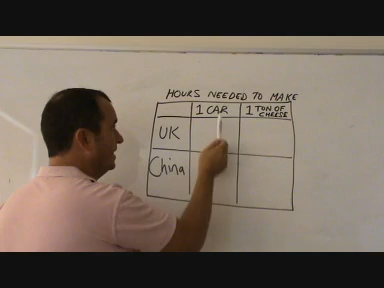 HOURS NEEDED TO MAKE
1 CAR
1 TON OF
CHEESE
UK
China